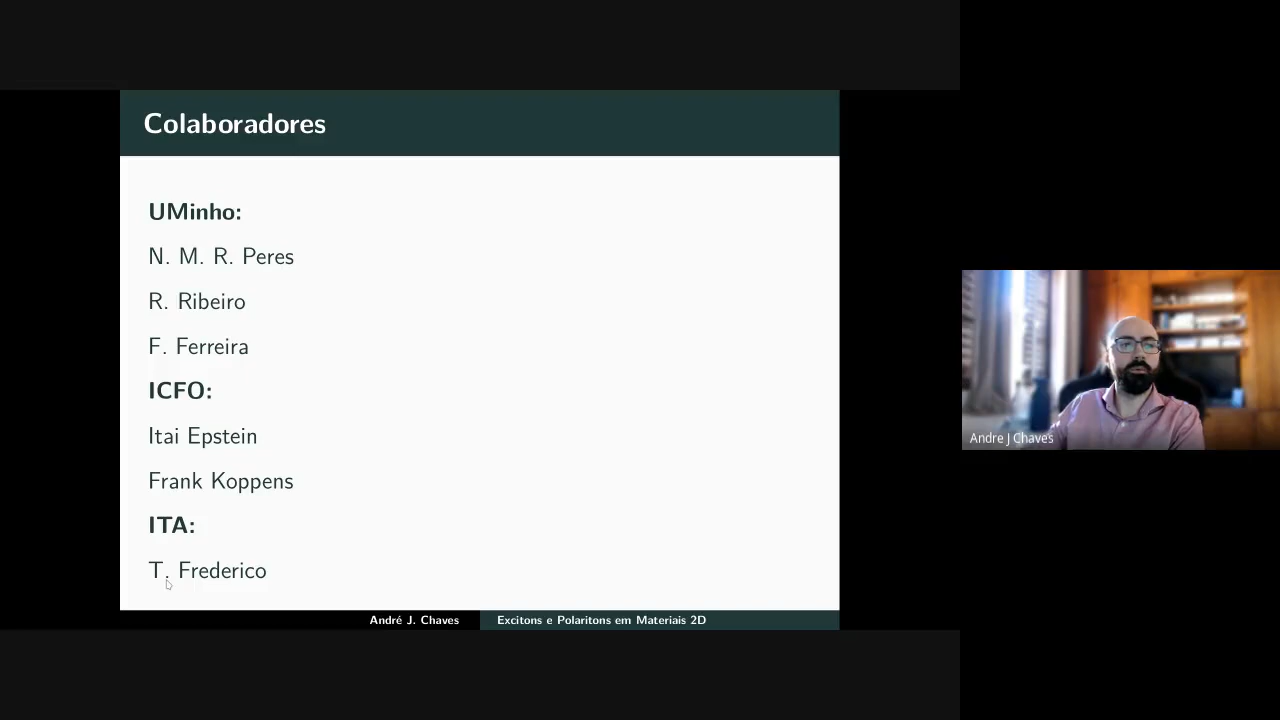 Colaboradores
UMinho:
N. M. R. Peres
R. Ribeiro
F. Ferreira
ICFO:
Itai Epstein
Frank Koppens
ITA:
T. Frederico
André J. Chaves
Excitons e Polaritons em Materiais 2D
Andre J Chaves